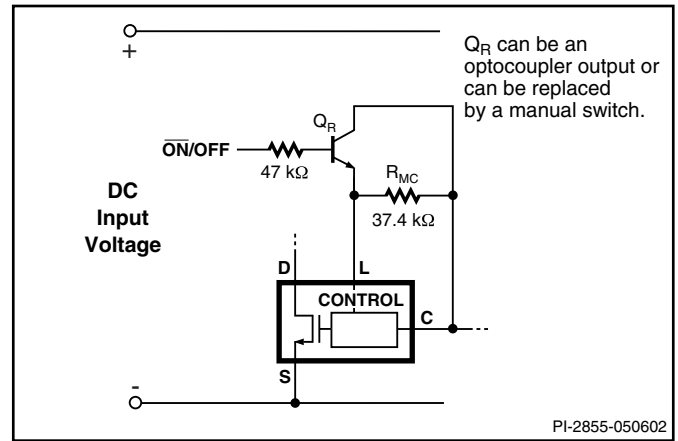 +
Q_R can be an
optocoupler output or
can be replaced
by a manual switch.
Q_R
ON/OFF
47 kΩ
R_MC
37.4 kΩ
DC
Input
Voltage
D
L
CONTROL
C
S
-
PI-2855-050602